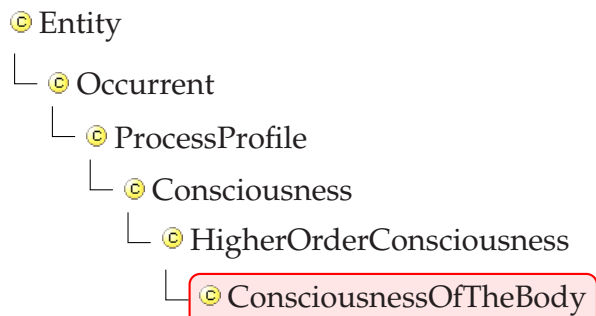 Entity
Occurrent
ProcessProfile
Consciousness
HigherOrderConsciousness
ConsciousnessOfTheBody